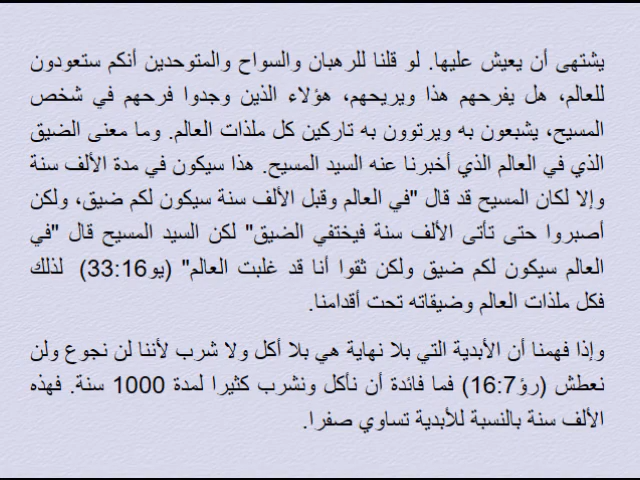 يشتهى أن يعيش عليها. لو قلنا للرهبان والسواح والمتوحدين أنكم ستعودون
للعالم، هل يفرحهم هذا ويريحهم، هؤلاء الذين وجدوا فرحهم في شخص
المسيح، يشبعون به ويرتوون به تاركين كل ملذات العالم. وما معنى الضيق
الذي في العالم الذي أخبرنا عنه السيد المسيح. هذا سيكون في مدة الألف سنة
وإلا لكان المسيح قد قال "في العالم وقبل الألف سنة سيكون لكم ضيق، ولكن
أصبروا حتى تأتى الألف سنة فيختفي الضيق" لكن السيد المسيح قال "في
العالم سيكون لكم ضيق ولكن ثقوا أنا قد غلبت العالم" (يو33:16) لذلك
فكل ملذات العالم وضيقاته تحت أقدامنا.
وإذا فهمنا أن الأبدية التي بلا نهاية هي بلا أكل ولا شرب لأننا لن نجوع ولن
نعطش (رؤ16:7) فما فائدة أن نأكل ونشرب كثيرا لمدة 1000 سنة. فهذه
الألف سنة بالنسبة للأبدية تساوي صفرا.